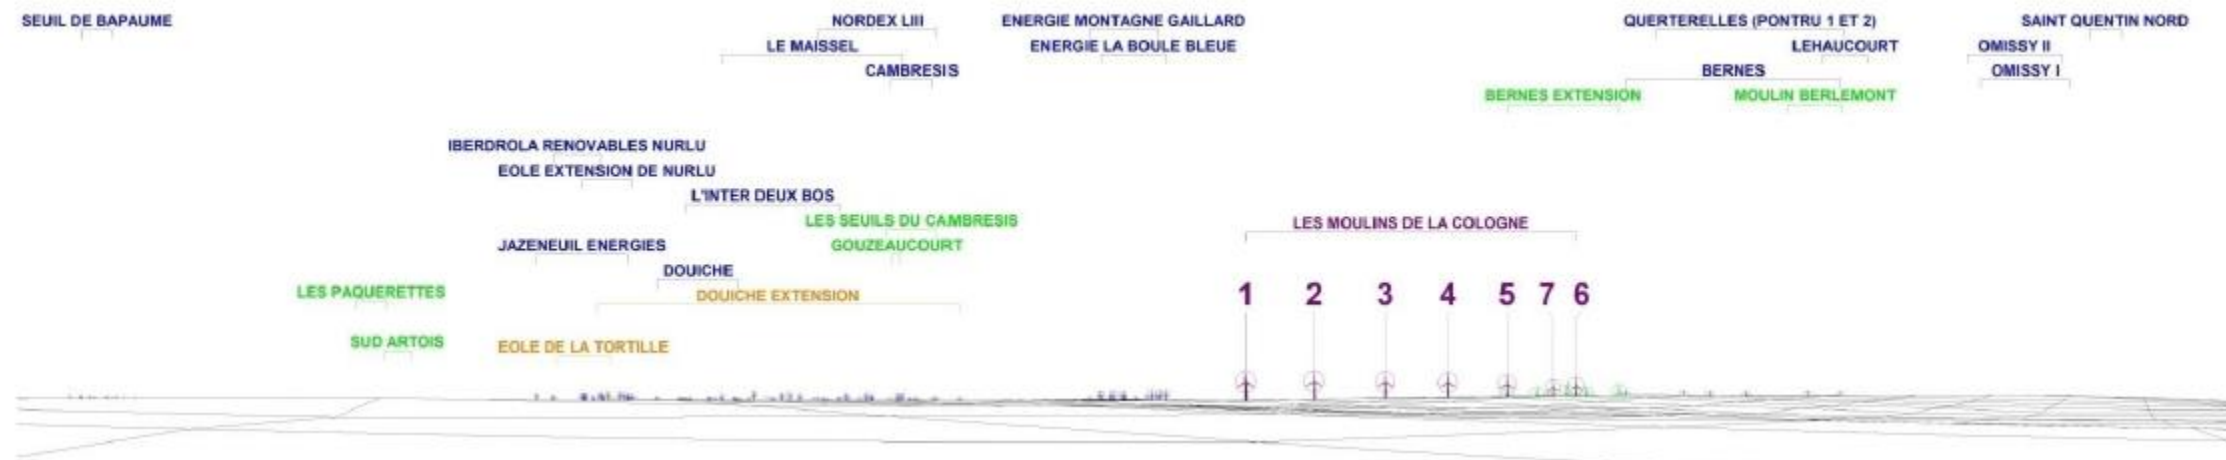 SEUIL DE BAPAUME
NORDEX LIII
ENERGIE MONTAGNE GAILLARD
QUERTERELLES (PONTRU 1 ET 2)
SAINT QUENTIN NORD
LE MAISSEL
ENERGIE LA BOULE BLEUE
LEHAUCOURT
OMISSY II
CAMBRESIS
BERNES
OMISSY I
BERNES EXTENSION
MOULIN BERLEMONT
IBERDROLA RENOVABLES NURLU
EOLE EXTENSION DE NURLU
L'INTER DEUX BOS
LES SEUILS DU CAMBRESIS
LES MOULINS DE LA COLOGNE
JAZENEUIL ENERGIES
GOUZEAUCOURT
DOUICHE
LES PAQUERETTES
DOUICHE EXTENSION
1 2 3 4 5 7 6
SUD ARTOIS
EOLE DE LA TORTILLE